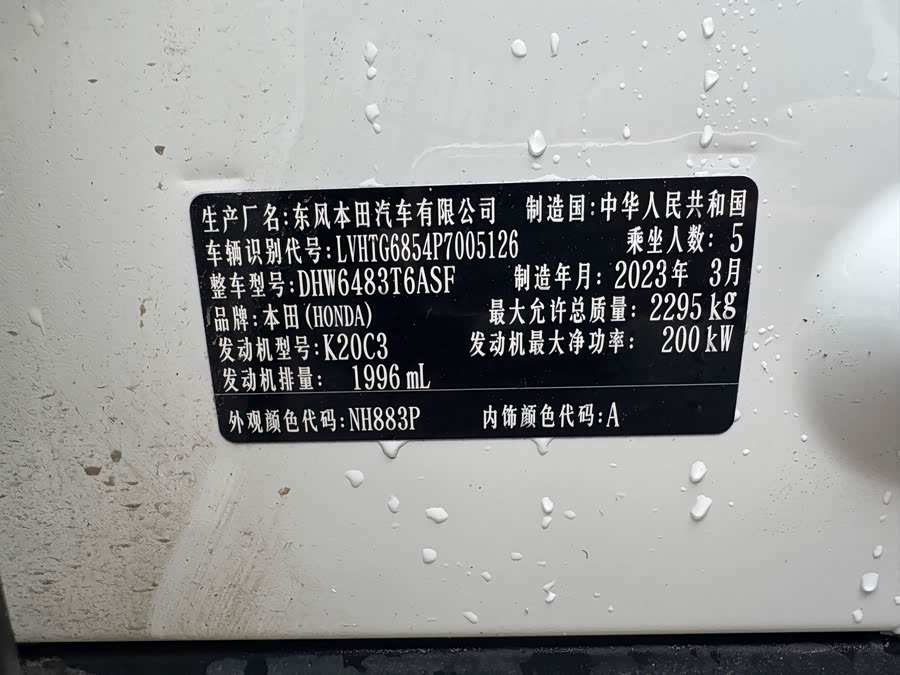 生产厂名:东风本田汽车有限公司 制造国:中华人民共和国
车辆识别代号:LVHTG6854P7005126 乘坐人数: 5
整车型号:DHW6483T6ASF 制造年月: 2023年 3月
品牌:本田(HONDA) 最大允许总质量: 2295 kg
发动机型号:K20C3 发动机最大净功率: 200 kW
发动机排量: 1996 mL
外观颜色代码:NH883P 内饰颜色代码:A